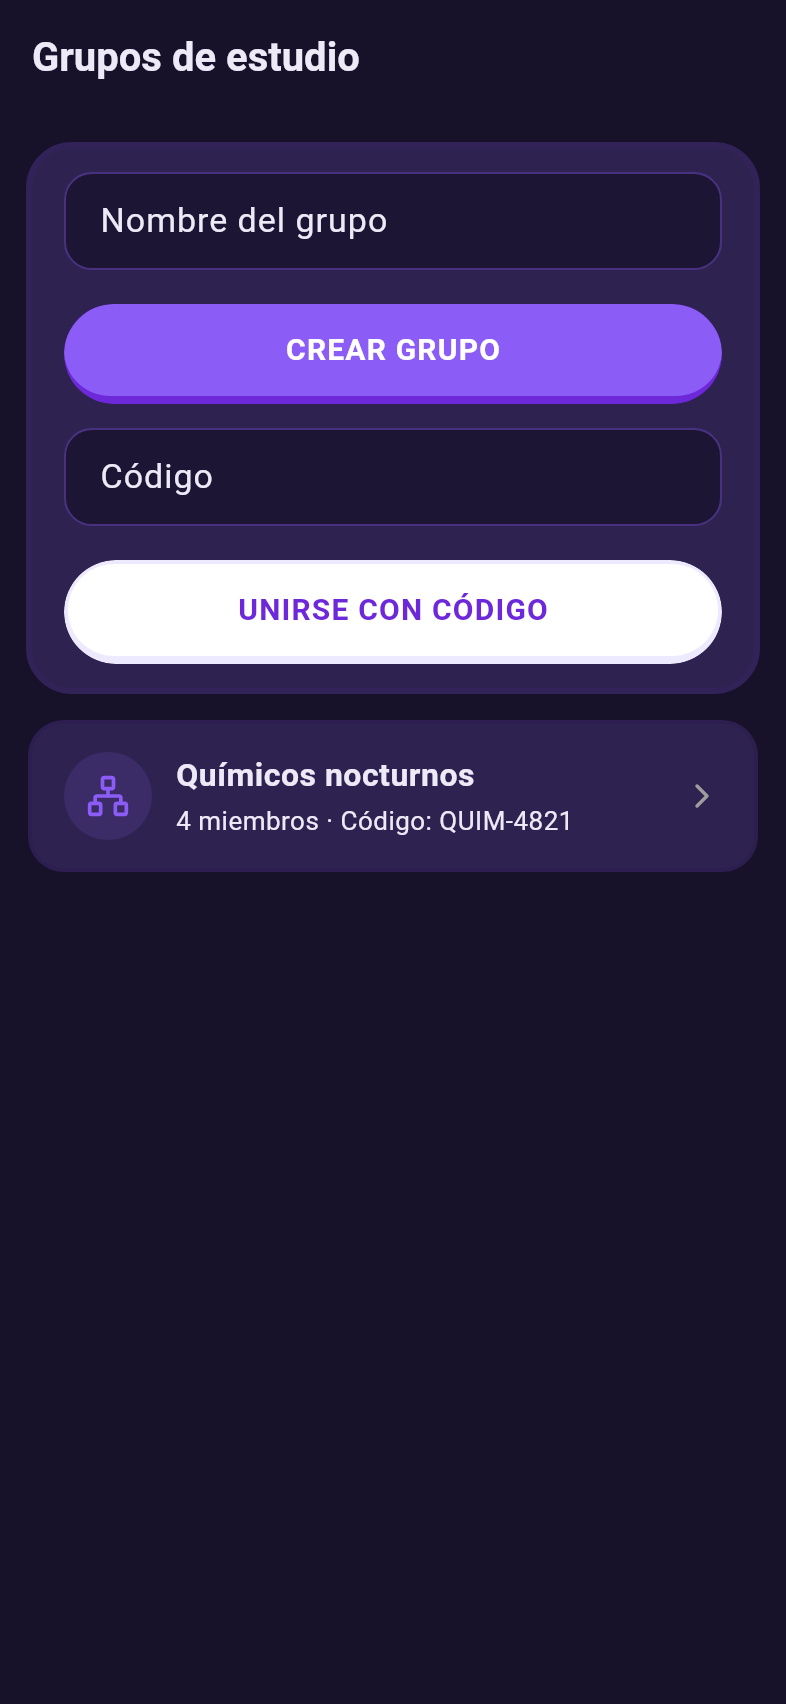 Grupos de estudio
Nombre del grupo
CREAR GRUPO
Código
UNIRSE CON CÓDIGO
Químicos nocturnos
4 miembros · Código: QUIM-4821